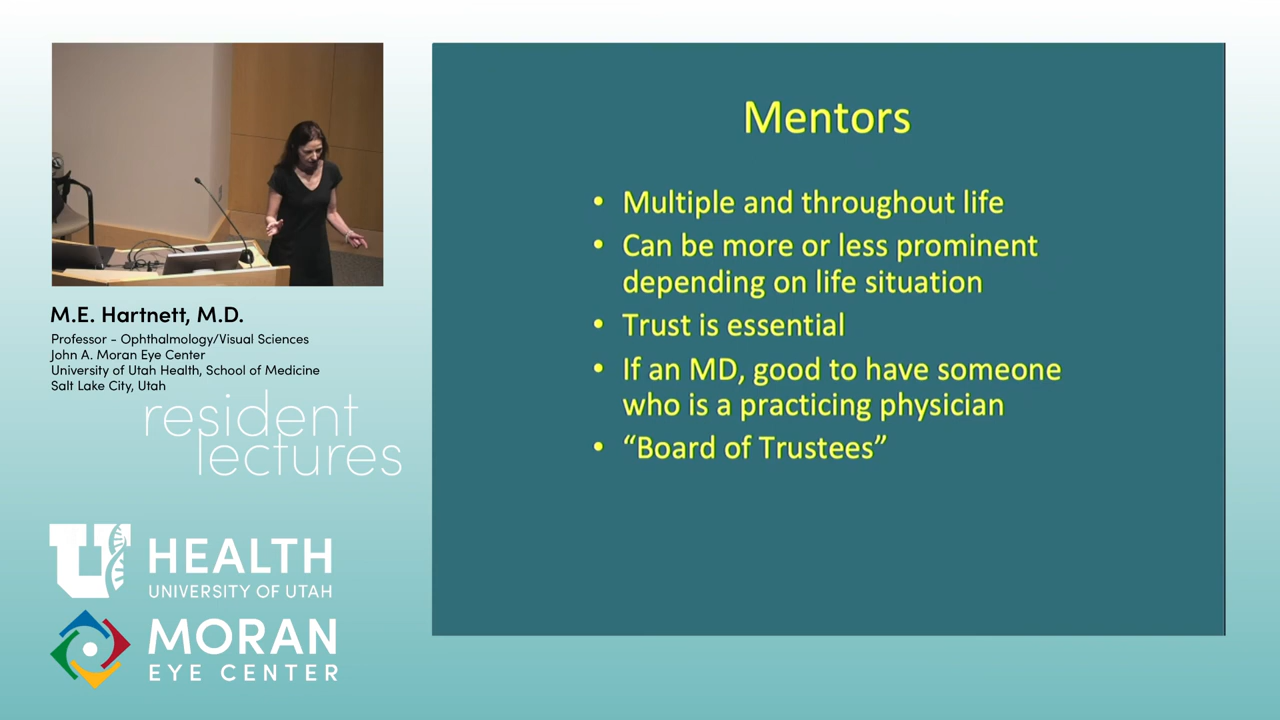 M.E. Hartnett, M.D.
Professor - Ophthalmology/Visual Sciences
John A. Moran Eye Center
University of Utah Health, School of Medicine
Salt Lake City, Utah
resident
lectures
U HEALTH
UNIVERSITY OF UTAH
MORAN
EYE CENTER
Mentors
• Multiple and throughout life
• Can be more or less prominent
depending on life situation
• Trust is essential
• If an MD, good to have someone
who is a practicing physician
• “Board of Trustees”